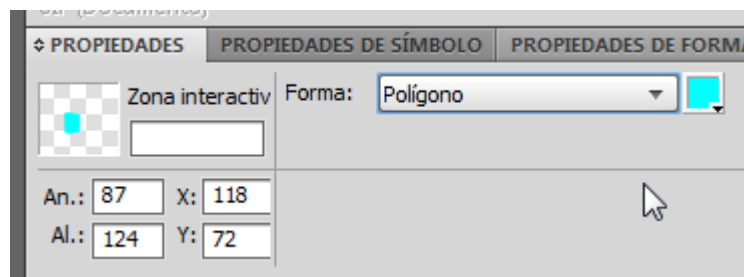 PROPIEDADES PROPIEDADES DE SÍMBOLO PROPIEDADES DE FORMA
Zona interactiv Forma: Polígono
An.: 87 X: 118
Al.: 124 Y: 72